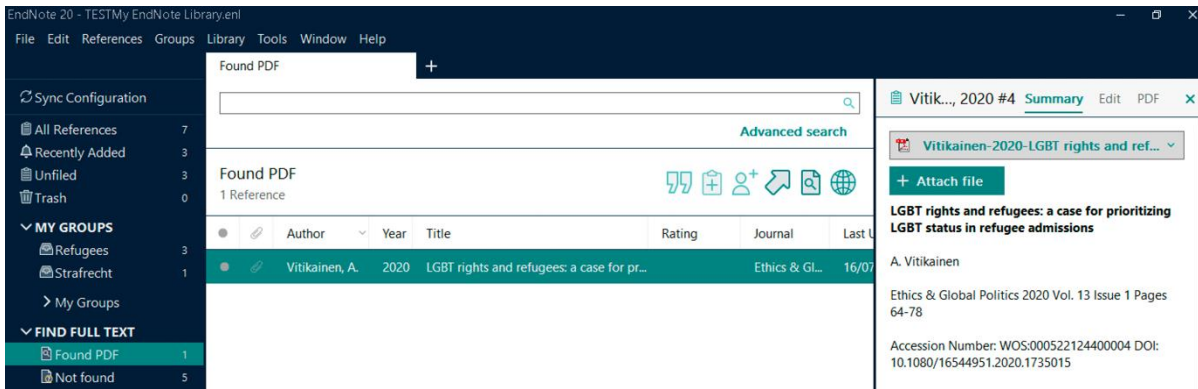 EndNote 20 - TESTMy EndNote Library.enl
File Edit References Groups Library Tools Window Help
Found PDF +
Sync Configuration
All References 7
Recently Added 3
Unfiled 3
Trash 0
MY GROUPS
Refugees 3
Strafrecht 1
My Groups
FIND FULL TEXT
Found PDF 1
Not found 5
Advanced search
Found PDF
1 Reference
Author Year Title Rating Journal Last U
Vitikainen, A. 2020 LGBT rights and refugees: a case for pr... Ethics & Gl... 16/07
Vitik..., 2020 #4 Summary Edit PDF
Vitikainen-2020-LGBT rights and ref...
+ Attach file
LGBT rights and refugees: a case for prioritizing
LGBT status in refugee admissions
A. Vitikainen
Ethics & Global Politics 2020 Vol. 13 Issue 1 Pages
64-78
Accession Number: WOS:000522124400004 DOI:
10.1080/16544951.2020.1735015